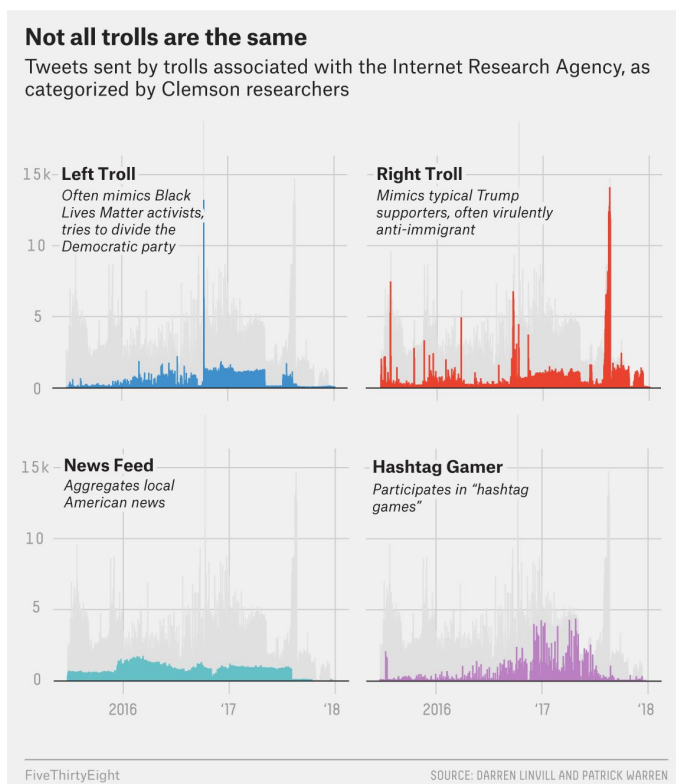 Not all trolls are the same
Tweets sent by trolls associated with the Internet Research Agency, as
categorized by Clemson researchers
15k
Left Troll
Often mimics Black
Lives Matter activists,
tries to divide the
Democratic party
10
5
0
Right Troll
Mimics typical Trump
supporters, often virulently
anti-immigrant
15k
News Feed
Aggregates local
American news
10
5
0
Hashtag Gamer
Participates in “hashtag
games”
2016 ‘17 ‘18
2016 ‘17 ‘18
FiveThirtyEight
SOURCE: DARREN LINVILL AND PATRICK WARREN